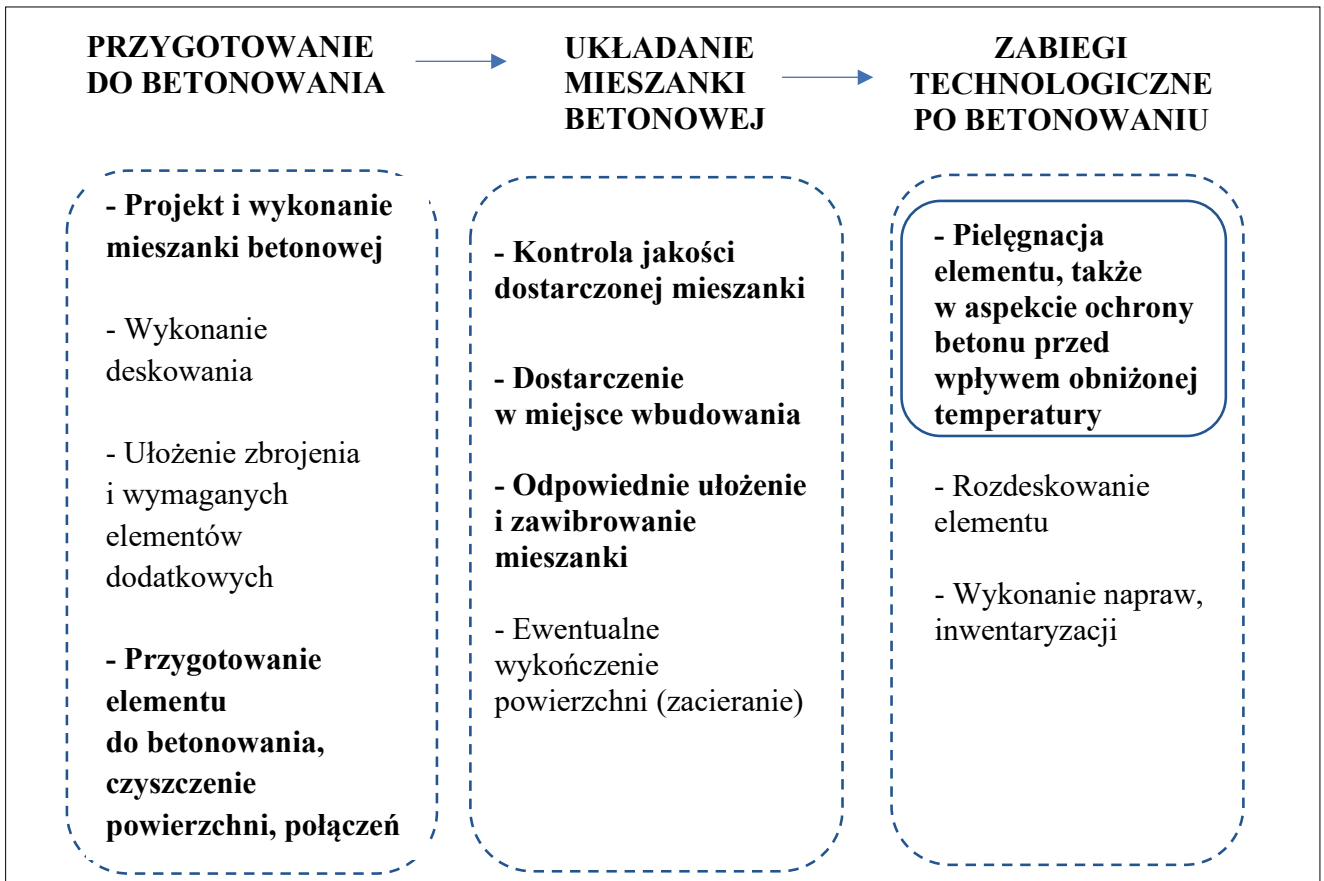 PRZYGOTOWANIE
DO BETONOWANIA
UKŁADANIE
MIESZANKI
BETONOWEJ
ZABIEGI
TECHNOLOGICZNE
PO BETONOWANIU
- Projekt i wykonanie
mieszanki betonowej
- Wykonanie
deskowania
- Ułożenie zbrojenia
i wymaganych
elementów
dodatkowych
- Przygotowanie
elementu
do betonowania,
czyszczenie
powierzchni, połączeń
- Kontrola jakości
dostarczonej mieszanki
- Dostarczenie
w miejsce wbudowania
- Odpowiednie ułożenie
i zawibrowanie
mieszanki
- Ewentualne
wykończenie
powierzchni (zacieranie)
- Pielęgnacja
elementu, także
w aspekcie ochrony
betonu przed
wpływem obniżonej
temperatury
- Rozdeskowanie
elementu
- Wykonanie napraw,
inwentaryzacji